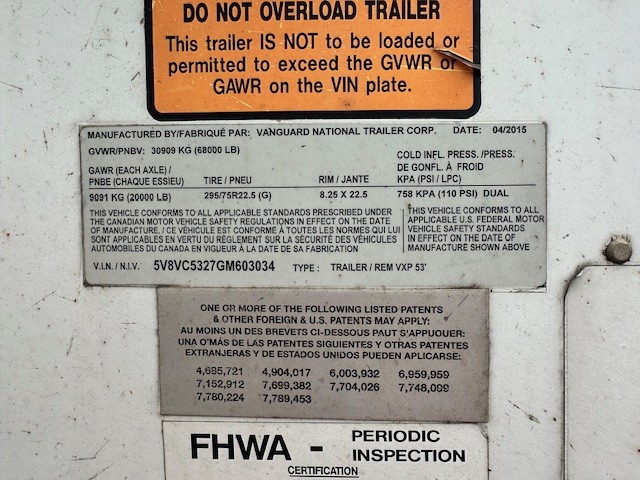 DO NOT OVERLOAD TRAILER
This trailer IS NOT to be loaded or
permitted to exceed the GVWR or
GAWR on the VIN plate.
MANUFACTURED BY/FABRIQUÉ PAR: VANGUARD NATIONAL TRAILER CORP. DATE: 04/2015
GVWR/PNBV: 30909 KG (68000 LB)
COLD INFL. PRESS./PRESS.
GAWR (EACH AXLE) / DE GONFL. À FROID
PNBE (CHAQUE ESSIEU) TIRE / PNEU RIM / JANTE KPA (PSI / LPC)
9091 KG (20000 LB) 295/75R22.5 (G) 8.25 X 22.5 758 KPA (110 PSI) DUAL
THIS VEHICLE CONFORMS TO ALL APPLICABLE STANDARDS PRESCRIBED UNDER
THE CANADIAN MOTOR VEHICLE SAFETY REGULATIONS IN EFFECT ON THE DATE
OF MANUFACTURE. / CE VÉHICULE EST CONFORME À TOUTES LES NORMES QUI LUI
SONT APPLICABLES EN VERTU DU RÈGLEMENT SUR LA SÉCURITÉ DES VÉHICULES
AUTOMOBILES DU CANADA EN VIGUEUR À LA DATE DE SA FABRICATION
THIS VEHICLE CONFORMS TO ALL
APPLICABLE U.S. FEDERAL MOTOR
VEHICLE SAFETY STANDARDS
IN EFFECT ON THE DATE OF
MANUFACTURE SHOWN ABOVE
V.I.N. / N.I.V. 5V8VC5327GM603034 TYPE: TRAILER / REM VXP 53'
ONE OR MORE OF THE FOLLOWING LISTED PATENTS
& OTHER FOREIGN & U.S. PATENTS MAY APPLY:
AU MOINS UN DES BREVETS CI-DESSOUS PAUT S'APPUOUER:
UNA O'MÁS DE LAS PATENTES SIGUIENTES Y OTRAS PATENTES
EXTRANJERAS Y DE ESTADOS UNIDOS PUEDEN APLICARSE:
4,685,721 4,904,017 6,003,932 6,959,959
7,152,912 7,699,382 7,704,026 7,748,099
7,780,224 7,789,453
FHWA - PERIODIC
INSPECTION
CERTIFICATION